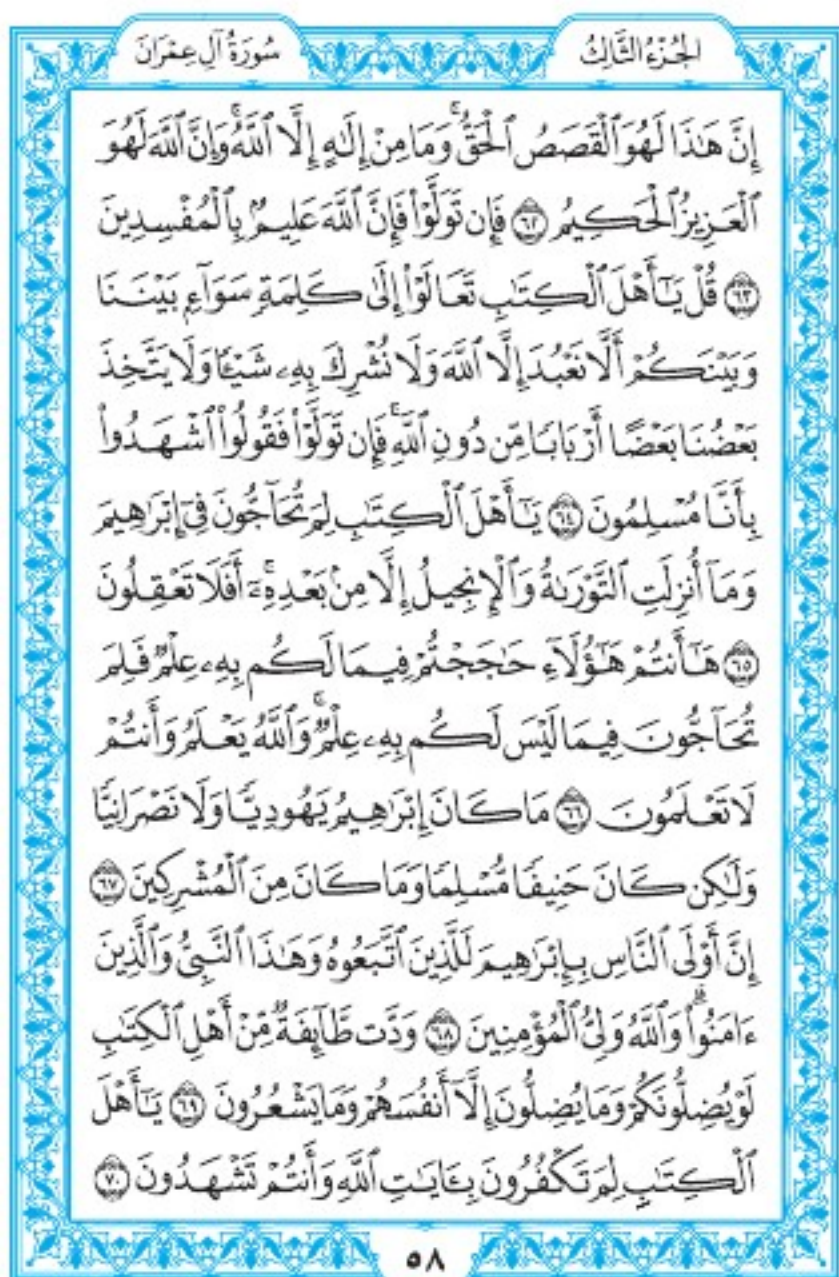 الجُزْءُ الثَّالِثُ
سُورَةُ آلِ عِمْرَانَ
إِنَّ هَٰذَا لَهُوَ ٱلْقَصَصُ ٱلْحَقُّ ۚ وَمَا مِنْ إِلَٰهٍ إِلَّا ٱللَّهُ ۚ وَإِنَّ ٱللَّهَ لَهُوَ
ٱلْعَزِيزُ ٱلْحَكِيمُ ٦٢ فَإِن تَوَلَّوْا۟ فَإِنَّ ٱللَّهَ عَلِيمٌۢ بِٱلْمُفْسِدِينَ
٦٣ قُلْ يَٰٓأَهْلَ ٱلْكِتَٰبِ تَعَالَوْا۟ إِلَىٰ كَلِمَةٍ سَوَآءٍۭ بَيْنَنَا
وَبَيْنَكُمْ أَلَّا نَعْبُدَ إِلَّا ٱللَّهَ وَلَا نُشْرِكَ بِهِۦ شَيْـًٔا وَلَا يَتَّخِذَ
بَعْضُنَا بَعْضًا أَرْبَابًا مِّن دُونِ ٱللَّهِ ۚ فَإِن تَوَلَّوْا۟ فَقُولُوا۟ ٱشْهَدُوا۟
بِأَنَّا مُسْلِمُونَ ٦٤ يَٰٓأَهْلَ ٱلْكِتَٰبِ لِمَ تُحَآجُّونَ فِىٓ إِبْرَٰهِيمَ
وَمَآ أُنزِلَتِ ٱلتَّوْرَىٰةُ وَٱلْإِنجِيلُ إِلَّا مِنۢ بَعْدِهِۦٓ ۚ أَفَلَا تَعْقِلُونَ
٦٥ هَٰٓأَنتُمْ هَٰٓؤُلَآءِ حَٰجَجْتُمْ فِيمَا لَكُم بِهِۦ عِلْمٌ فَلِمَ
تُحَآجُّونَ فِيمَا لَيْسَ لَكُم بِهِۦ عِلْمٌ ۚ وَٱللَّهُ يَعْلَمُ وَأَنتُمْ
لَا تَعْلَمُونَ ٦٦ مَا كَانَ إِبْرَٰهِيمُ يَهُودِيًّا وَلَا نَصْرَانِيًّا
وَلَٰكِن كَانَ حَنِيفًا مُّسْلِمًا وَمَا كَانَ مِنَ ٱلْمُشْرِكِينَ ٦٧
إِنَّ أَوْلَى ٱلنَّاسِ بِإِبْرَٰهِيمَ لَلَّذِينَ ٱتَّبَعُوهُ وَهَٰذَا ٱلنَّبِىُّ وَٱلَّذِينَ
ءَامَنُوا۟ ۗ وَٱللَّهُ وَلِىُّ ٱلْمُؤْمِنِينَ ٦٨ وَدَّت طَّآئِفَةٌ مِّنْ أَهْلِ ٱلْكِتَٰبِ
لَوْ يُضِلُّونَكُمْ وَمَا يُضِلُّونَ إِلَّآ أَنفُسَهُمْ وَمَا يَشْعُرُونَ ٦٩ يَٰٓأَهْلَ
ٱلْكِتَٰبِ لِمَ تَكْفُرُونَ بِـَٔايَٰتِ ٱللَّهِ وَأَنتُمْ تَشْهَدُونَ ٧٠
٥٨